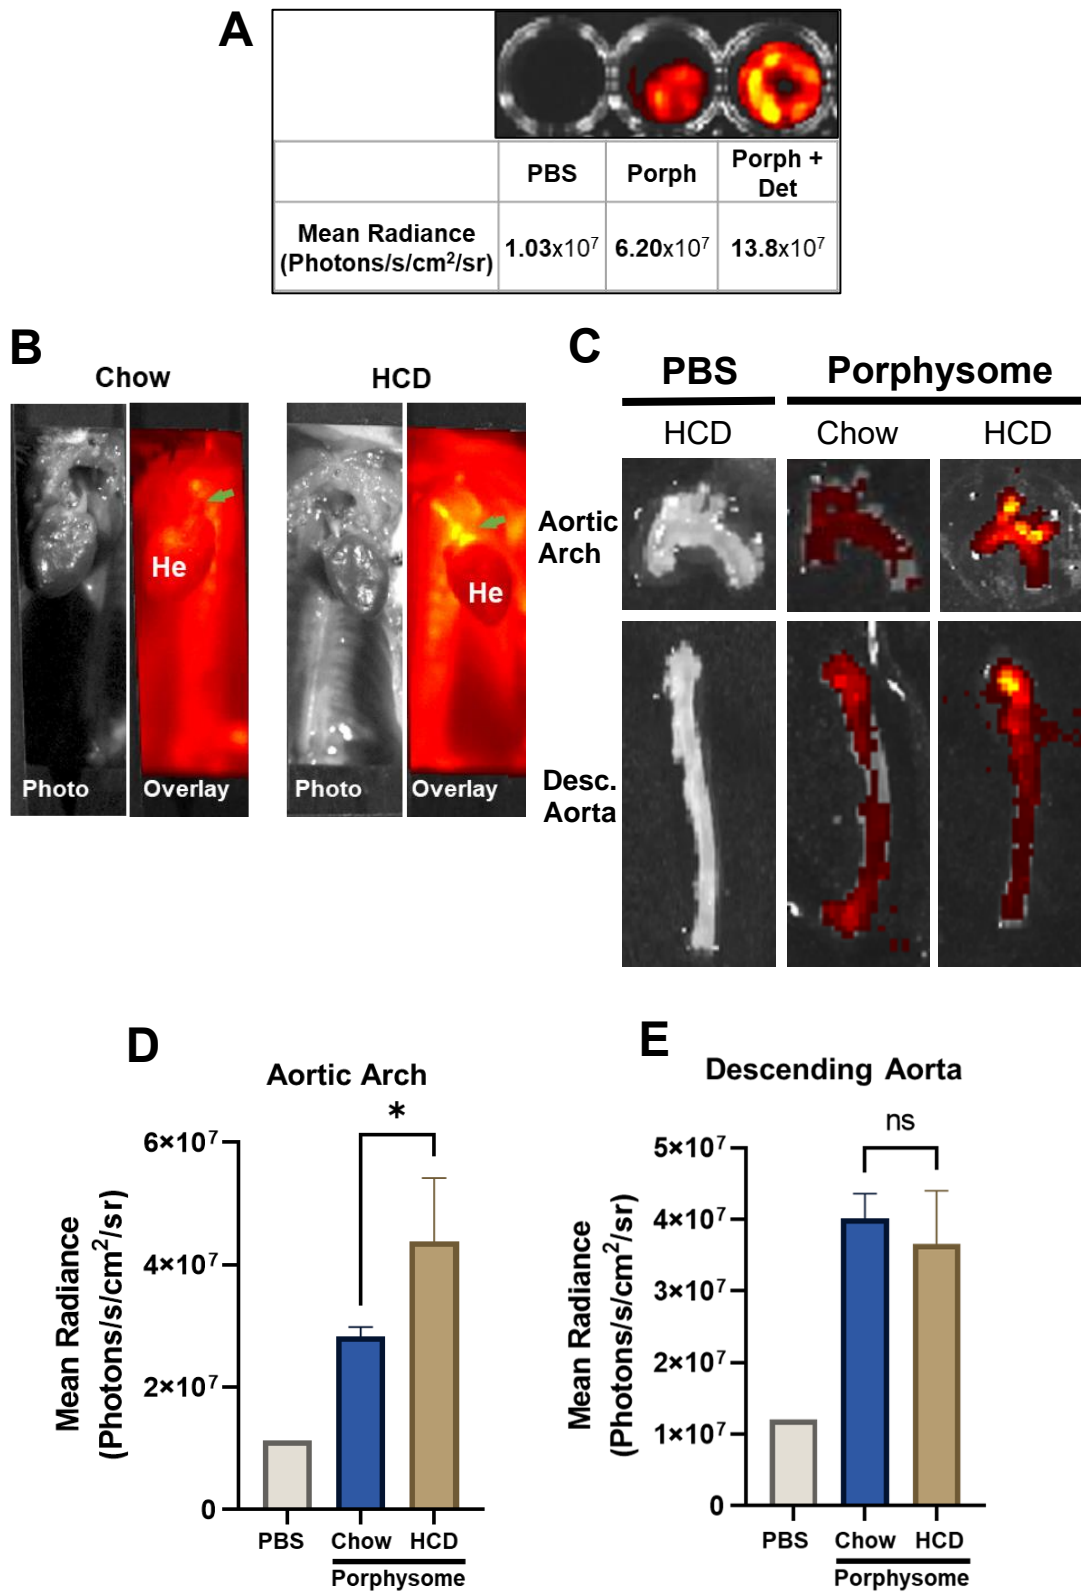 A
PBS
Porph
Porph +
Det
Mean Radiance
(Photons/s/cm²/sr)
1.03x10⁷
6.20x10⁷
13.8x10⁷
B
Chow
HCD
He
He
Photo
Overlay
Photo
Overlay
C
PBS
Porphysome
HCD
Chow
HCD
Aortic
Arch
Desc.
Aorta
D
Aortic Arch
*
6×10⁷
4×10⁷
2×10⁷
0
Mean Radiance
(Photons/s/cm²/sr)
PBS
Chow
HCD
Porphysome
E
Descending Aorta
ns
5×10⁷
4×10⁷
3×10⁷
2×10⁷
1×10⁷
0
Mean Radiance
(Photons/s/cm²/sr)
PBS
Chow
HCD
Porphysome